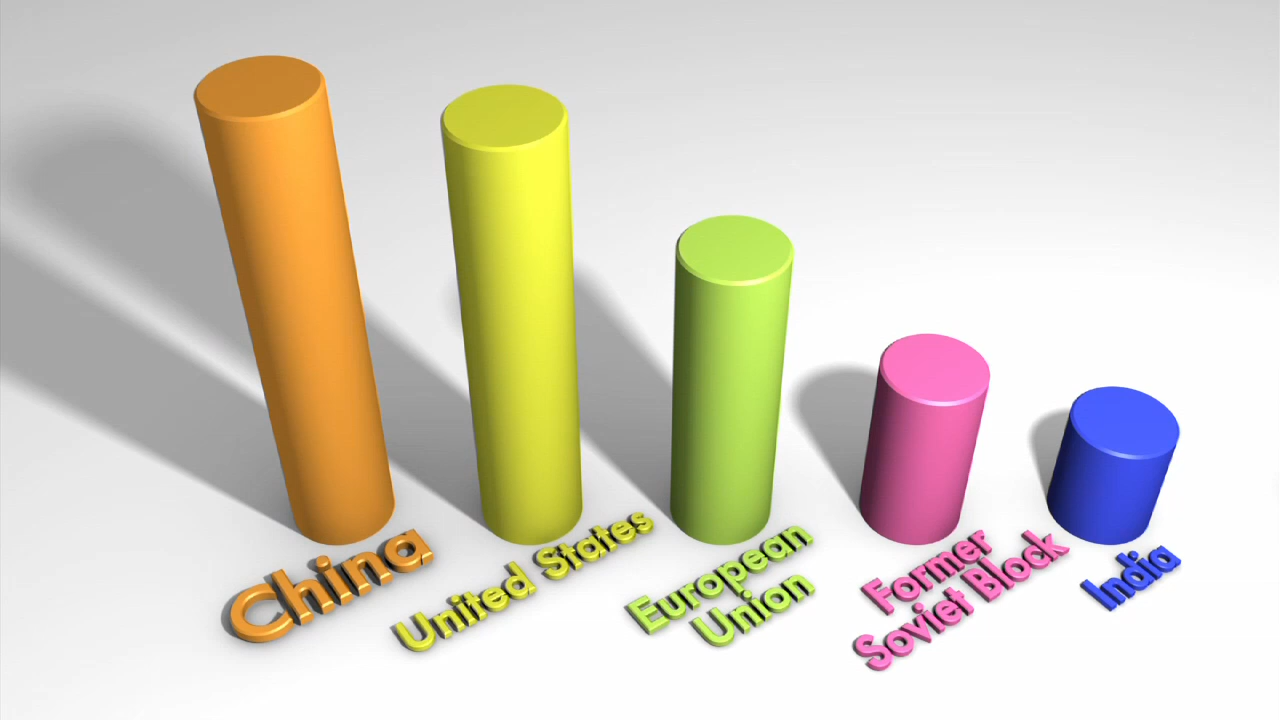 China
United States
European
Union
Former
Soviet Block
India